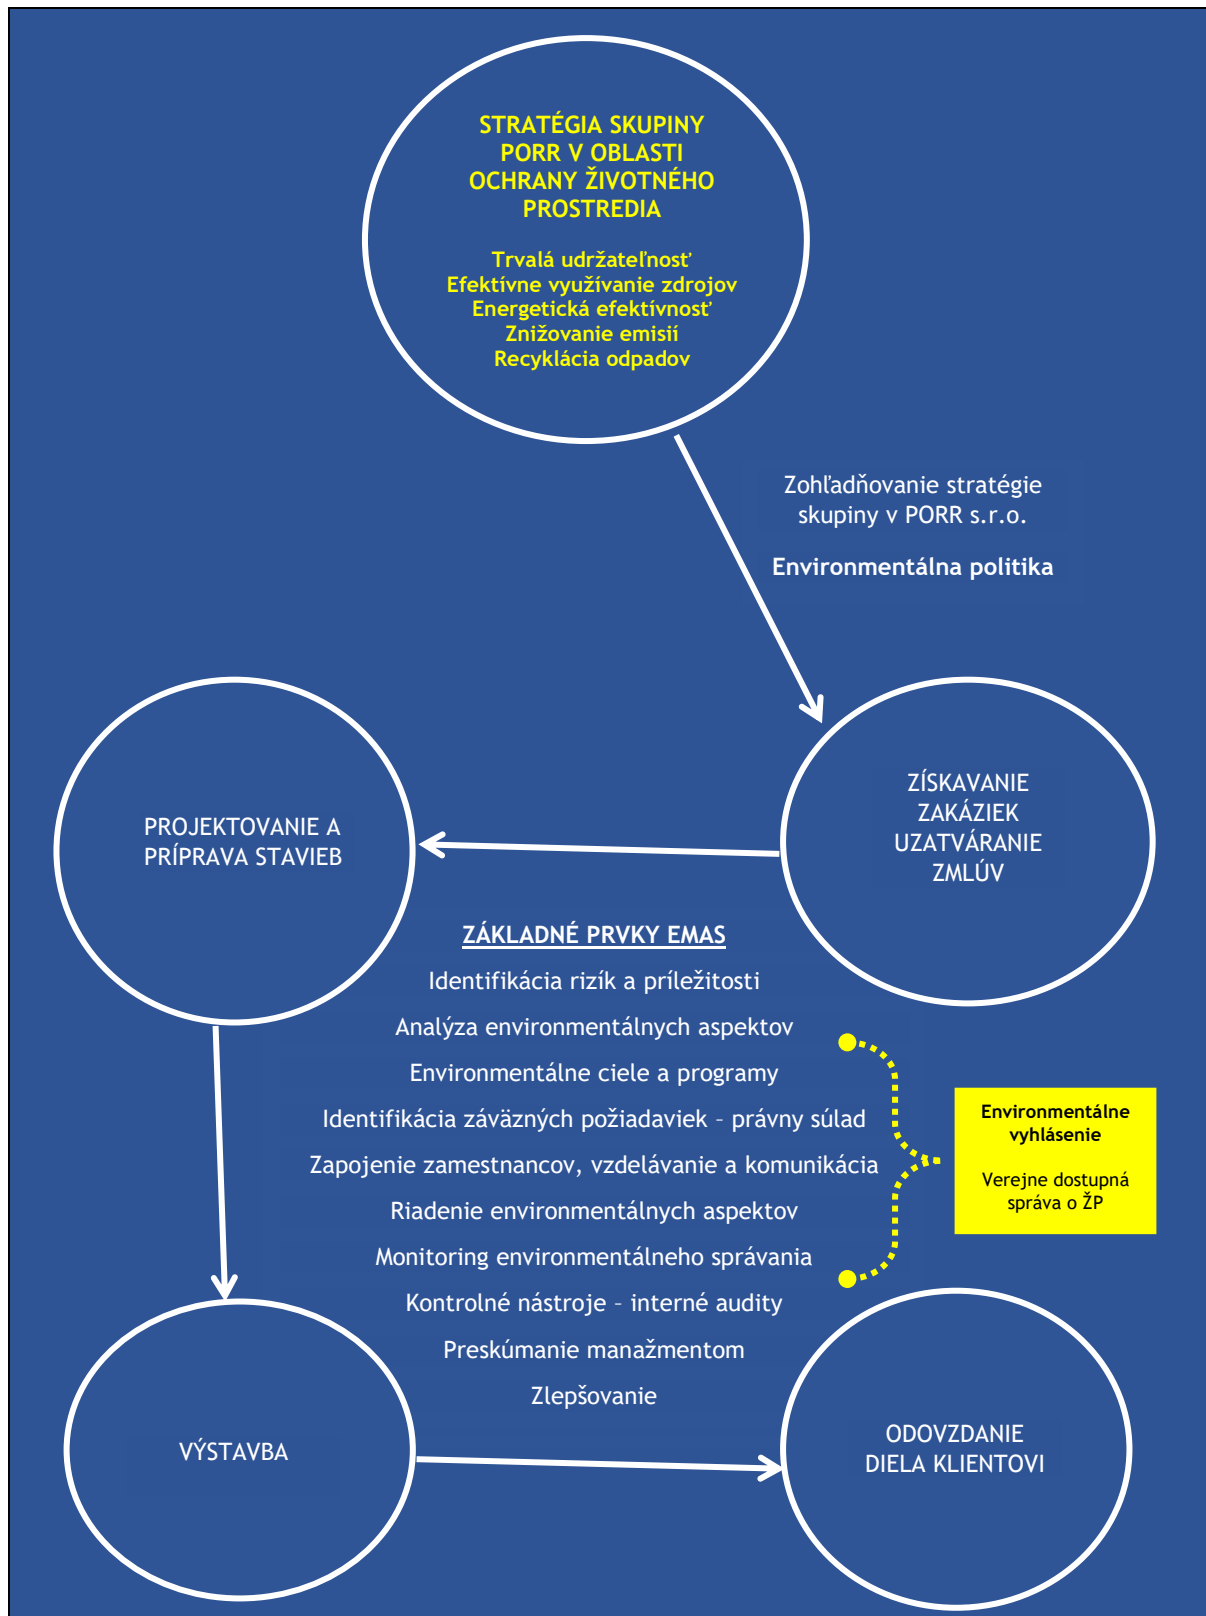 STRATÉGIA SKUPINY
PORR V OBLASTI
OCHRANY ŽIVOTNÉHO
PROSTREDIA
Trvalá udržateľnosť
Efektívne využívanie zdrojov
Energetická efektívnosť
Znižovanie emisií
Recyklácia odpadov
Zohľadňovanie stratégie
skupiny v PORR s.r.o.
Environmentálna politika
ZÍSKAVANIE
ZAKÁZIEK
UZATVÁRANIE
ZMLÚV
PROJEKTOVANIE A
PRÍPRAVA STAVIEB
ZÁKLADNÉ PRVKY EMAS
Identifikácia rizík a príležitosti
Analýza environmentálnych aspektov
Environmentálne ciele a programy
Identifikácia záväzných požiadaviek – právny súlad
Zapojenie zamestnancov, vzdelávanie a komunikácia
Riadenie environmentálnych aspektov
Monitoring environmentálneho správania
Kontrolné nástroje – interné audity
Preskúmanie manažmentom
Zlepšovanie
Environmentálne
vyhlásenie
Verejne dostupná
správa o ŽP
VÝSTAVBA
ODOVZDANIE
DIELA KLIENTOVI